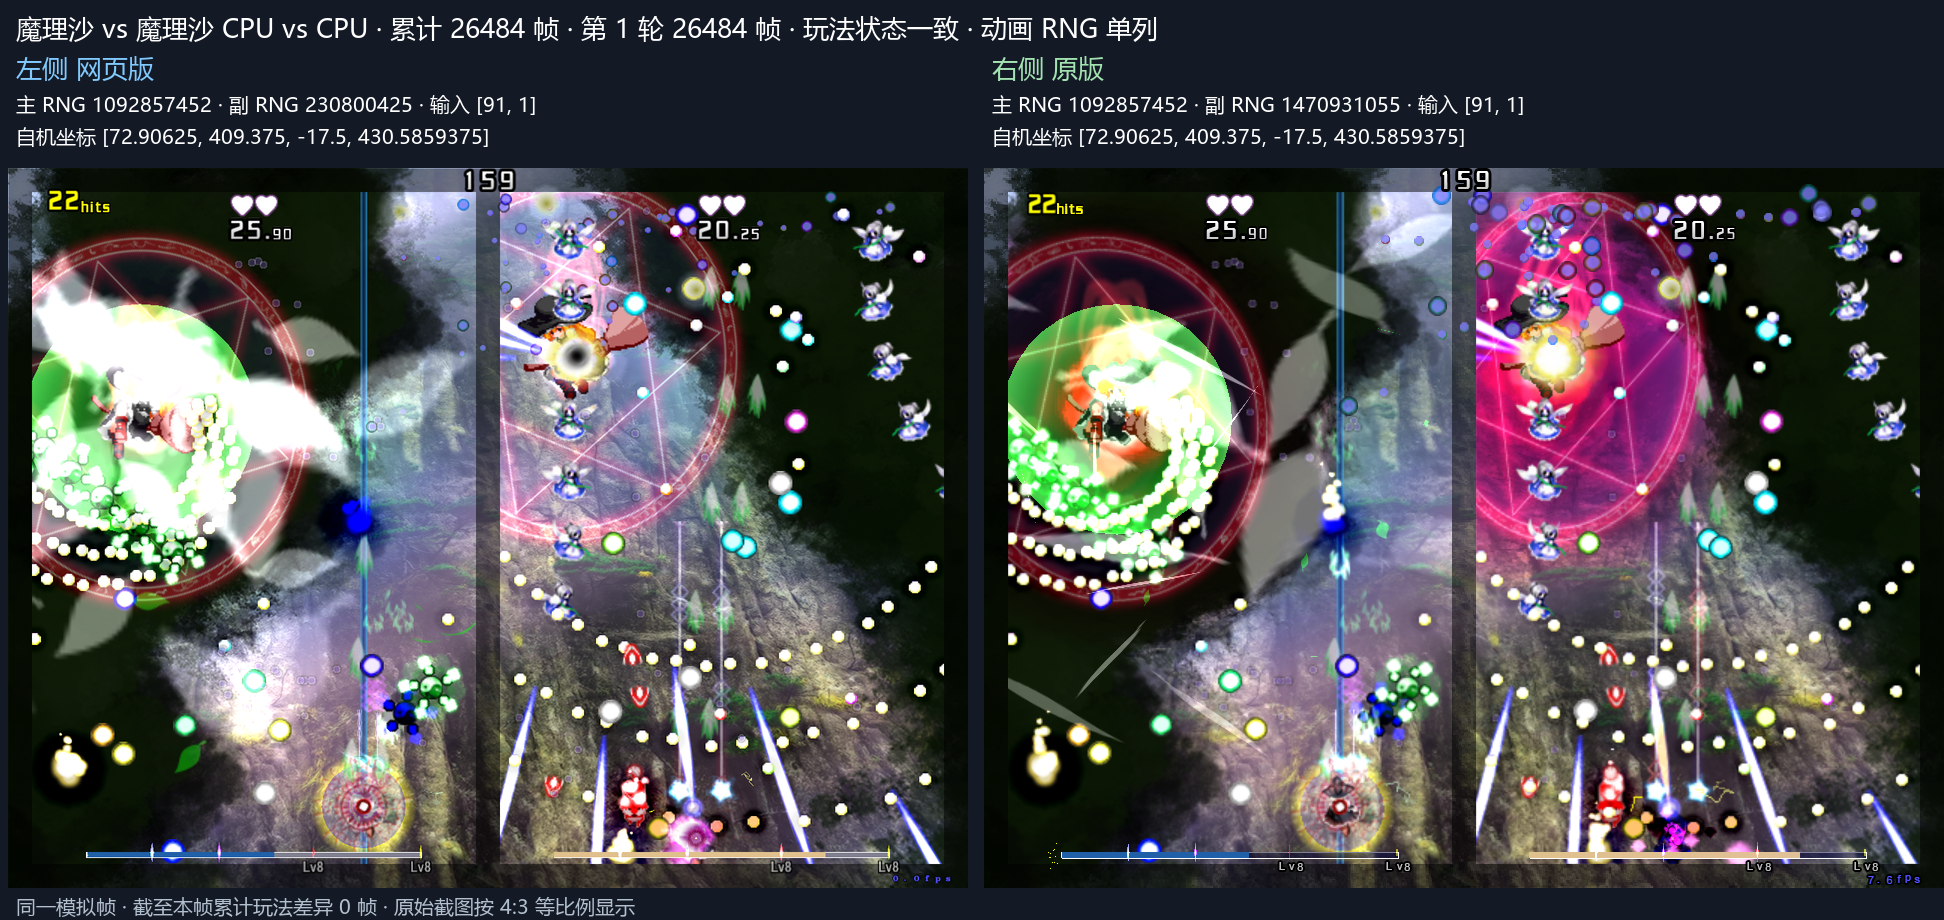 魔理沙 vs 魔理沙 CPU vs CPU · 累计 26484 帧 · 第 1 轮 26484 帧 · 玩法状态一致 · 动画 RNG 单列
左侧 网页版
主 RNG 1092857452 · 副 RNG 230800425 · 输入 [91, 1]
自机坐标 [72.90625, 409.375, -17.5, 430.5859375]
右侧 原版
主 RNG 1092857452 · 副 RNG 1470931055 · 输入 [91, 1]
自机坐标 [72.90625, 409.375, -17.5, 430.5859375]
159
22hits
25.90
20.25
Lv8
Lv8
Lv8
Lv8
0.0fps
159
22hits
25.90
20.25
Lv8
Lv8
Lv8
Lv8
7.6fps
同一模拟帧 · 截至本帧累计玩法差异 0 帧 · 原始截图按 4:3 等比例显示